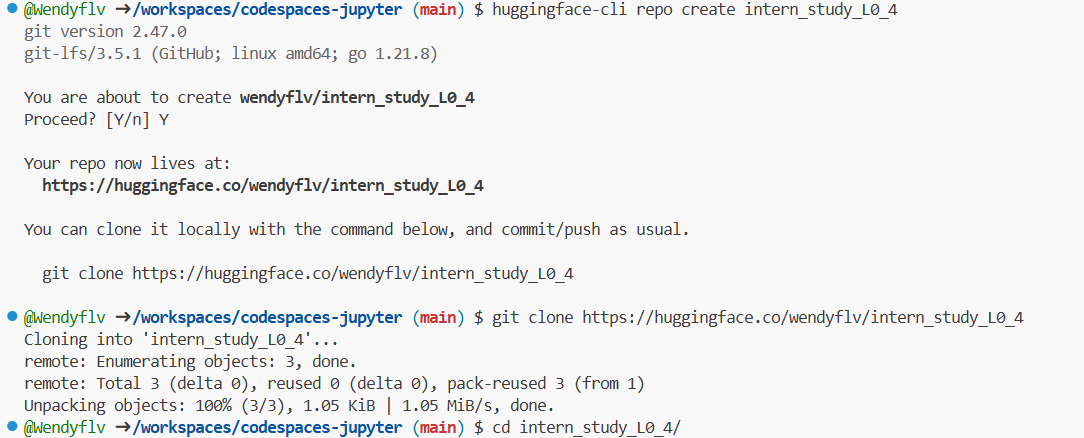 @Wendyflv →/workspaces/codespaces-jupyter (main) $ huggingface-cli repo create intern_study_L0_4
git version 2.47.0
git-lfs/3.5.1 (GitHub; linux amd64; go 1.21.8)
You are about to create wendyflv/intern_study_L0_4
Proceed? [Y/n] Y
Your repo now lives at:
https://huggingface.co/wendyflv/intern_study_L0_4
You can clone it locally with the command below, and commit/push as usual.
git clone https://huggingface.co/wendyflv/intern_study_L0_4
@Wendyflv →/workspaces/codespaces-jupyter (main) $ git clone https://huggingface.co/wendyflv/intern_study_L0_4
Cloning into 'intern_study_L0_4'...
remote: Enumerating objects: 3, done.
remote: Total 3 (delta 0), reused 0 (delta 0), pack-reused 3 (from 1)
Unpacking objects: 100% (3/3), 1.05 KiB | 1.05 MiB/s, done.
@Wendyflv →/workspaces/codespaces-jupyter (main) $ cd intern_study_L0_4/